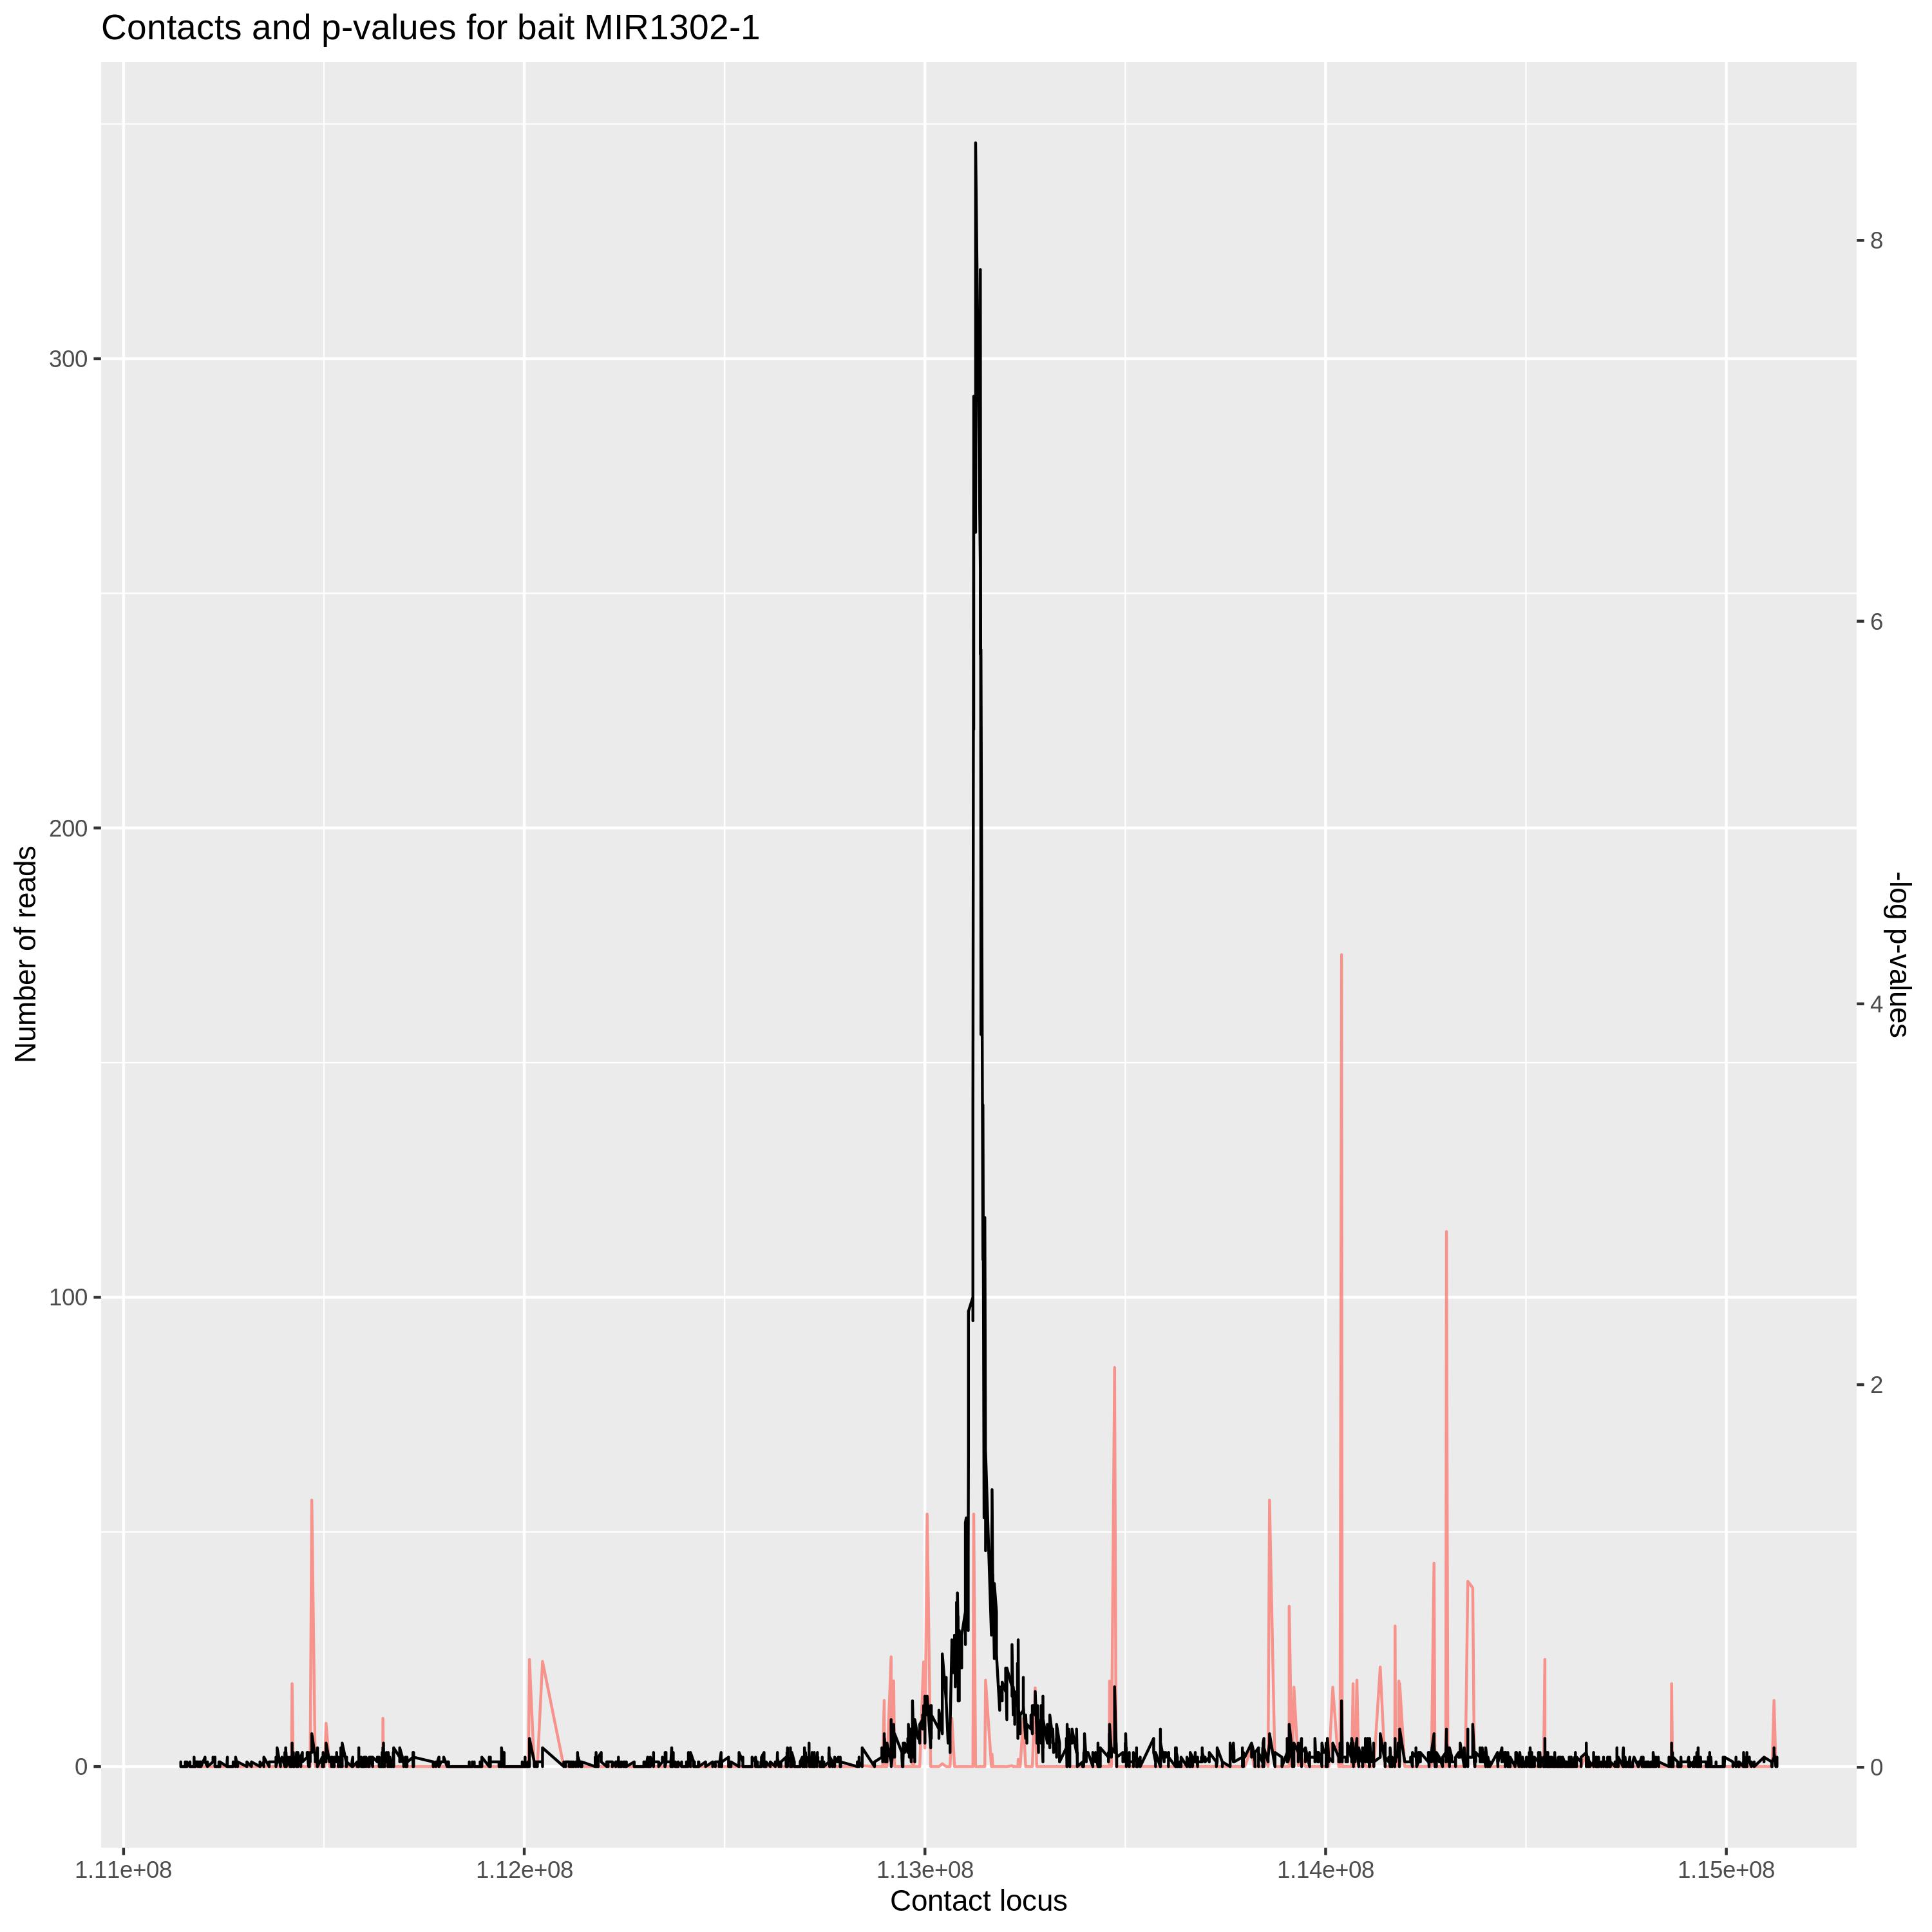 Contacts and p-values for bait MIR1302-1
300
200
100
0
Number of reads
8
6
4
2
0
-log p-values
1.11e+08
1.12e+08
1.13e+08
1.14e+08
1.15e+08
Contact locus